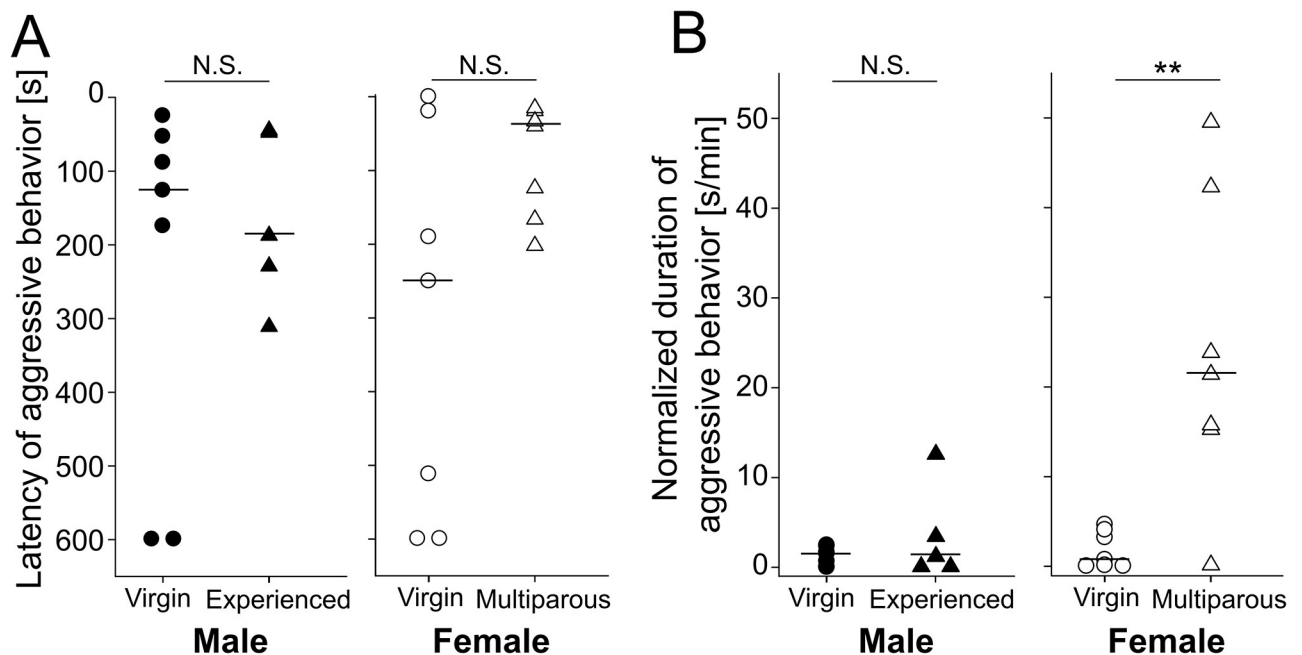 A
B
N.S.
N.S.
N.S.
**
Latency of aggressive behavior [s]
0
100
200
300
400
500
600
Virgin
Experienced
Virgin
Multiparous
Male
Female
Normalized duration of
aggressive behavior [s/min]
50
40
30
20
10
0
Virgin
Experienced
Virgin
Multiparous
Male
Female